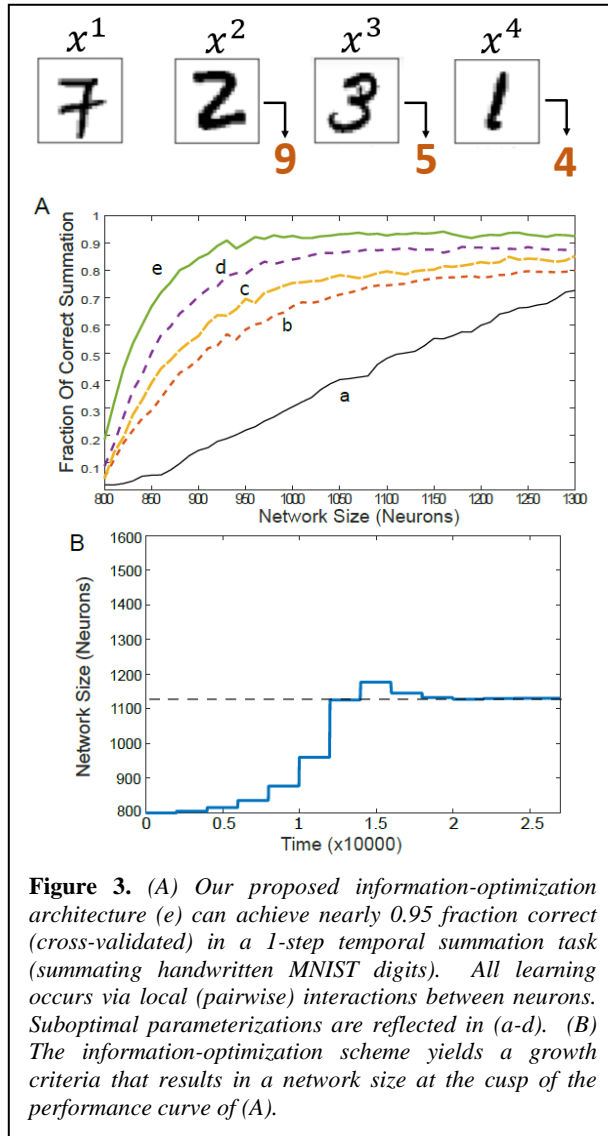 x¹ x² x³ x⁴
7 2 3 1
9 5 4
A
1
0.9
0.8
0.7
0.6
0.5
0.4
0.3
0.2
0.1
Fraction Of Correct Summation
e
d
c
b
a
800 850 900 950 1000 1050 1100 1150 1200 1250 1300
Network Size (Neurons)
B
1600
1500
1400
1300
1200
1100
1000
900
800
Network Size (Neurons)
0 0.5 1 1.5 2 2.5
Time (x10000)
Figure 3. (A) Our proposed information-optimization
architecture (e) can achieve nearly 0.95 fraction correct
(cross-validated) in a 1-step temporal summation task
(summating handwritten MNIST digits). All learning
occurs via local (pairwise) interactions between neurons.
Suboptimal parameterizations are reflected in (a-d). (B)
The information-optimization scheme yields a growth
criteria that results in a network size at the cusp of the
performance curve of (A).